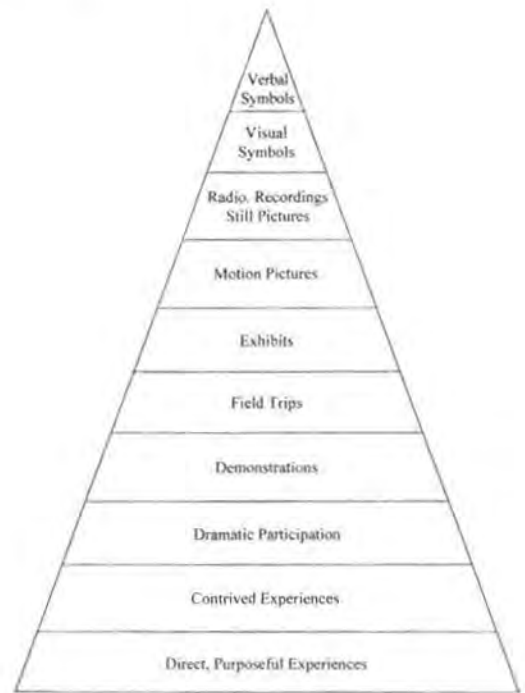 Verbal
Symbols
Visual
Symbols
Radio. Recordings
Still Pictures
Motion Pictures
Exhibits
Field Trips
Demonstrations
Dramatic Participation
Contrived Experiences
Direct, Purposeful Experiences